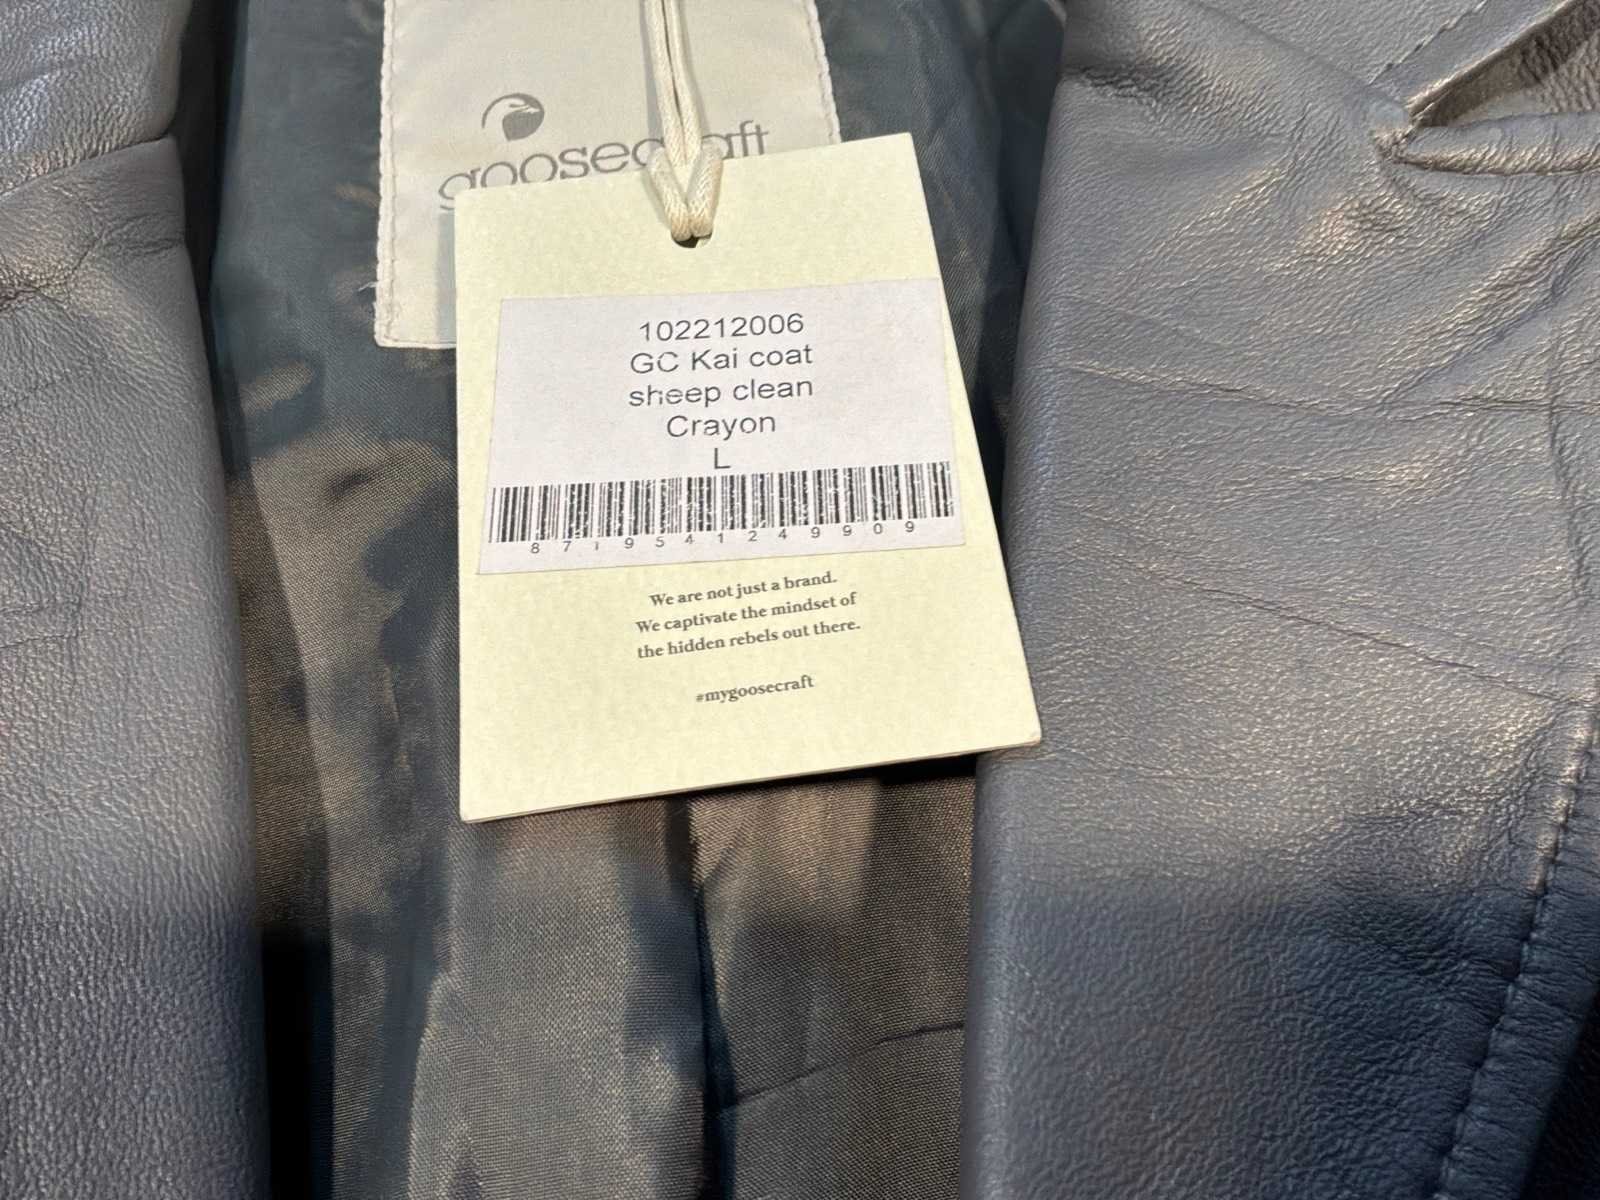 goosecraft
102212006
GC Kai coat
sheep clean
Crayon
L
8719541249909
We are not just a brand.
We captivate the mindset of
the hidden rebels out there.
#mygoosecraft